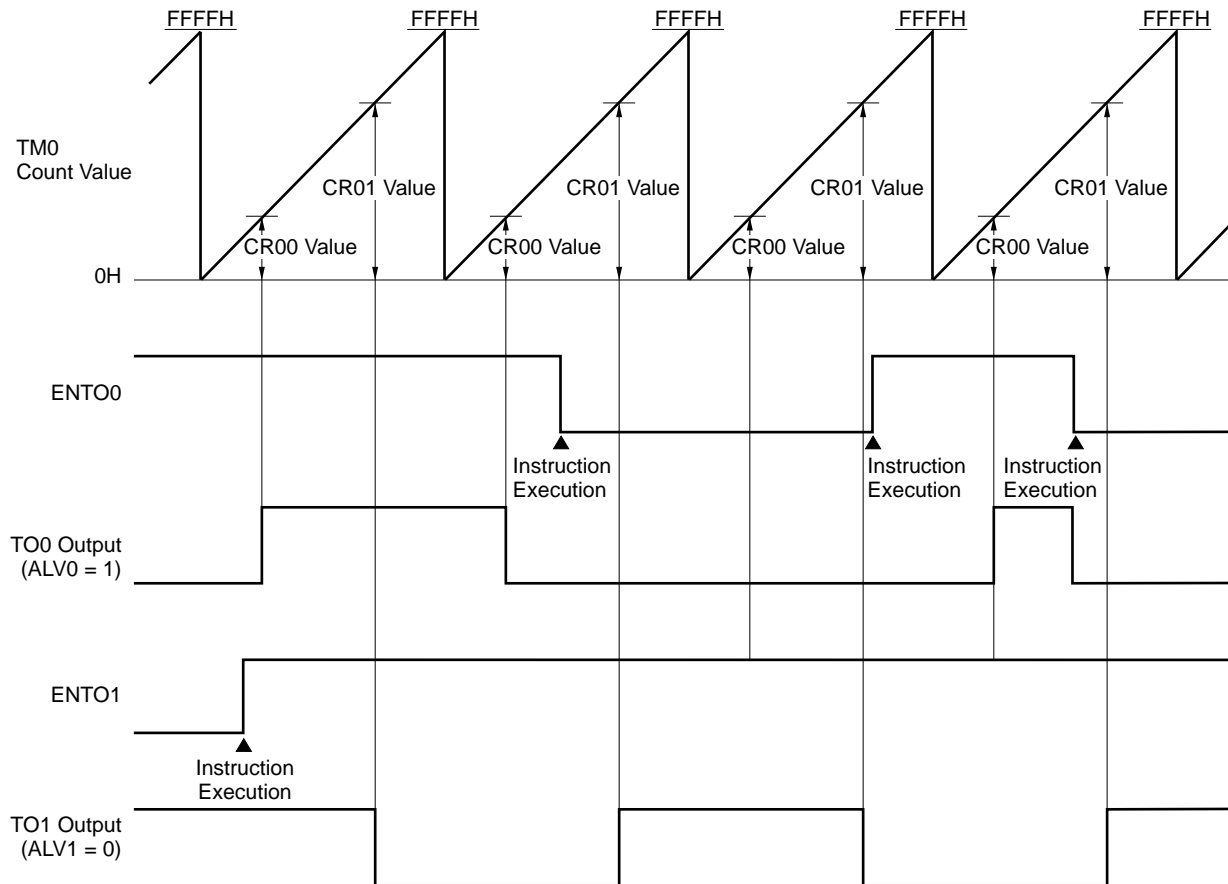 FFFFH FFFFH FFFFH FFFFH FFFFH
TM0
Count Value
CR01 Value CR01 Value CR01 Value CR01 Value
CR00 Value CR00 Value CR00 Value CR00 Value
0H
ENTO0
Instruction
Execution
Instruction
Execution
Instruction
Execution
TO0 Output
(ALV0 = 1)
ENTO1
Instruction
Execution
TO1 Output
(ALV1 = 0)